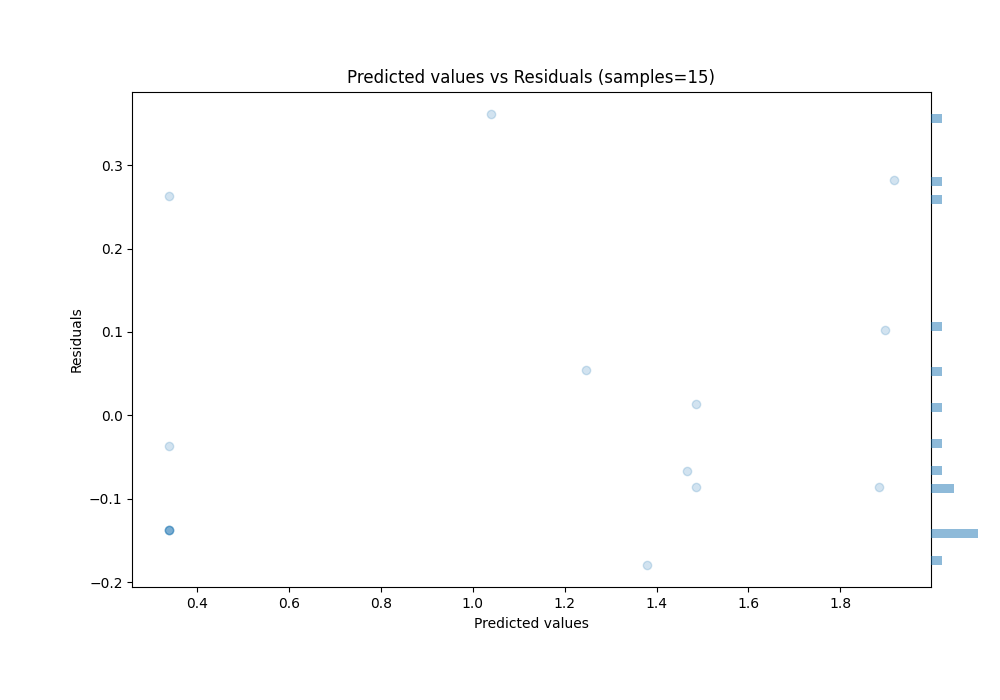 Predicted values vs Residuals (samples=15)
0.3
0.2
0.1
0.0
−0.1
−0.2
Residuals
0.4 0.6 0.8 1.0 1.2 1.4 1.6 1.8
Predicted values